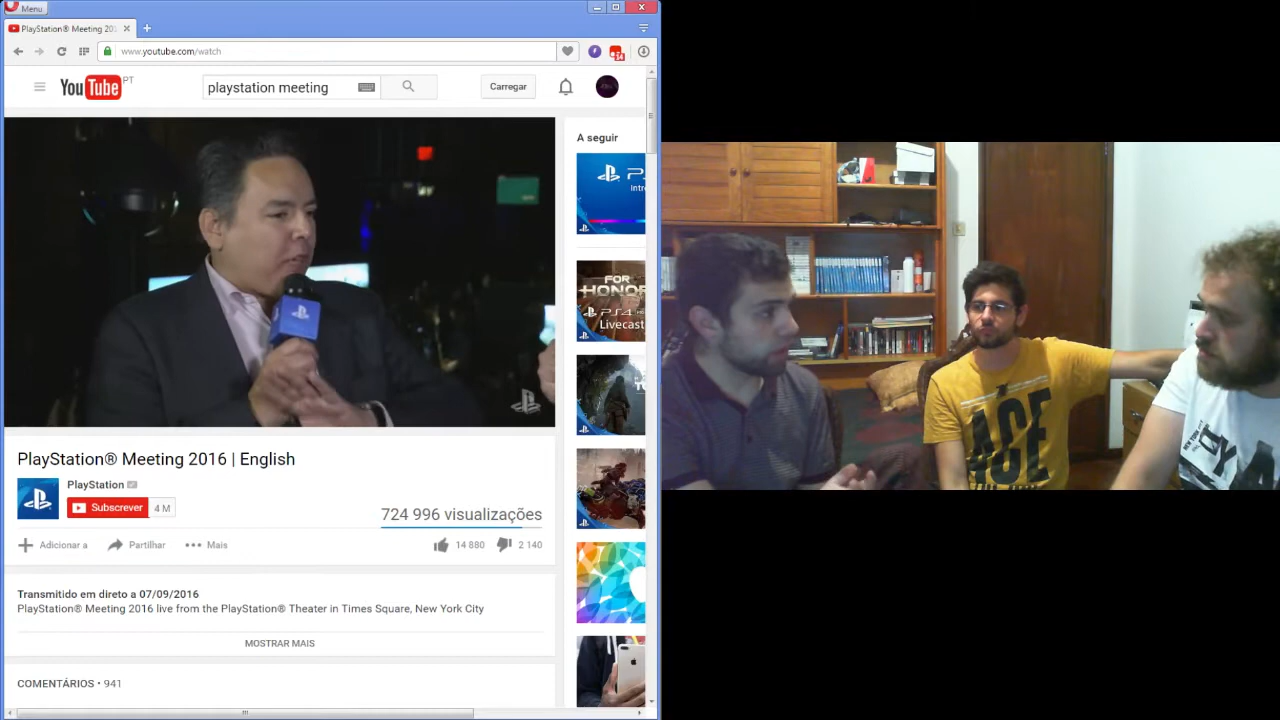 Menu
PlayStation® Meeting 201
www.youtube.com/watch
YouTube PT
playstation meeting
Carregar
A seguir
Intr
FOR
HONOR
PS4
Livecast
PlayStation® Meeting 2016 | English
PlayStation
Subscrever 4 M
724 996 visualizações
Adicionar a Partilhar Mais 14 880 2 140
Transmitido em direto a 07/09/2016
PlayStation® Meeting 2016 live from the PlayStation® Theater in Times Square, New York City
MOSTRAR MAIS
COMENTÁRIOS • 941
ACE